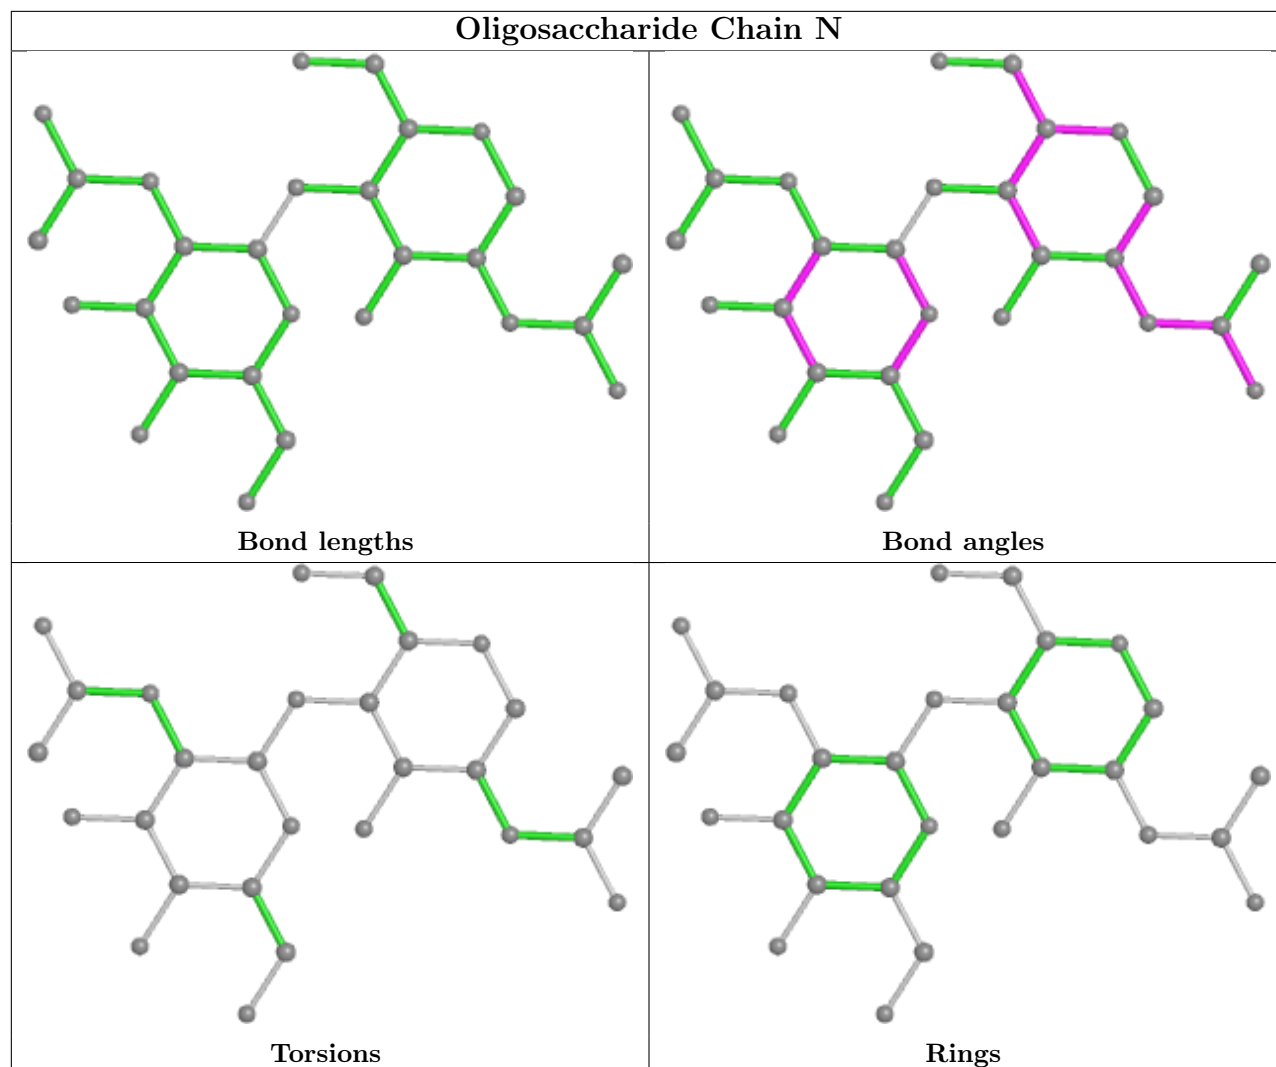 Oligosaccharide Chain N
Bond lengths
Bond angles
Torsions
Rings